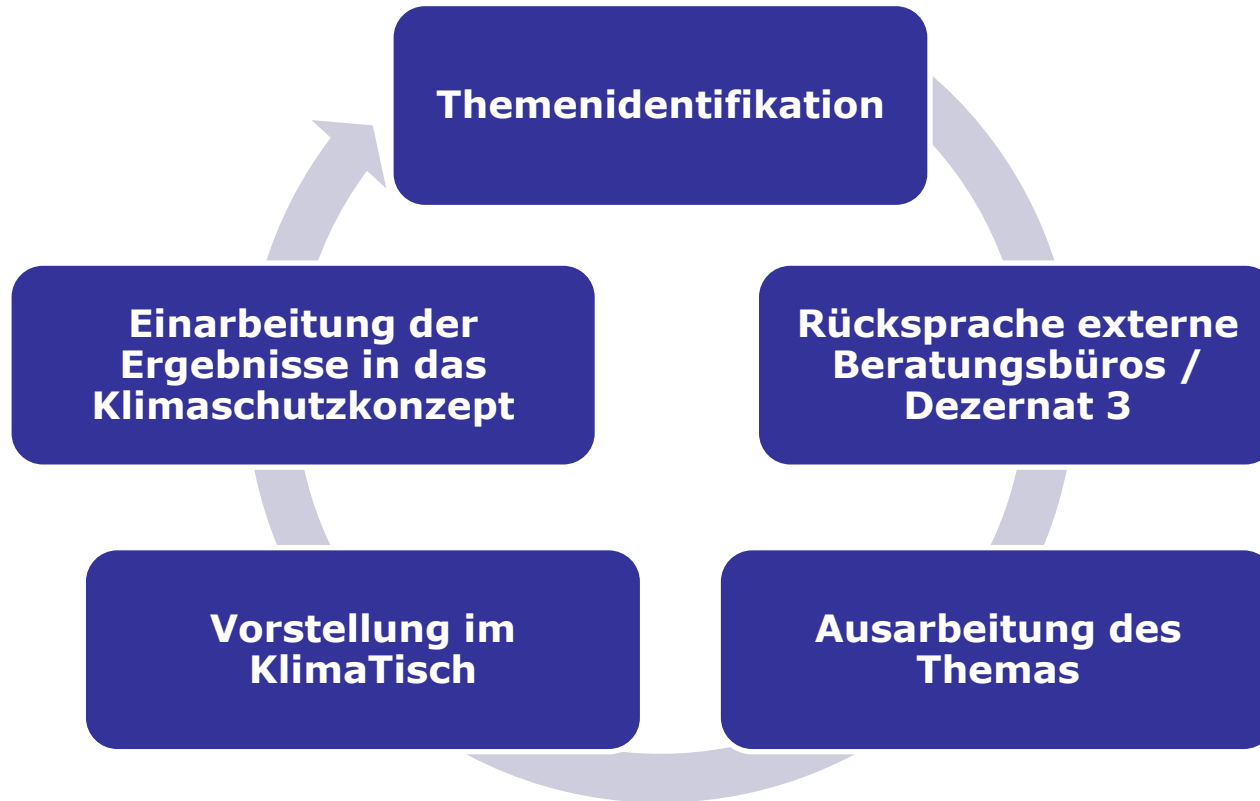 Themenidentifikation
Rücksprache externe
Beratungsbüros /
Dezernat 3
Ausarbeitung des
Themas
Vorstellung im
KlimaTisch
Einarbeitung der
Ergebnisse in das
Klimaschutzkonzept